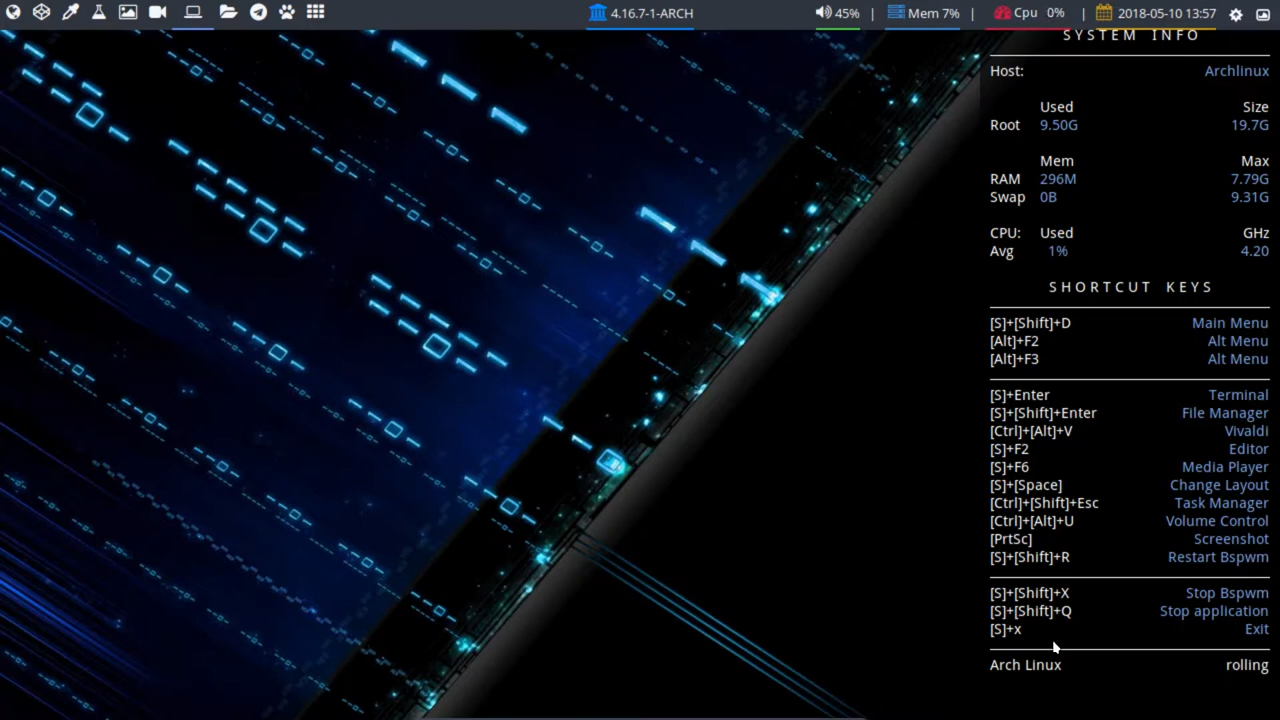 4.16.7-1-ARCH 45% | Mem 7% | Cpu 0% | 2018-05-10 13:57
SYSTEM INFO
Host: Archlinux
Used Size
Root 9.50G 19.7G
Mem Max
RAM 296M 7.79G
Swap 0B 9.31G
CPU: Used GHz
Avg 1% 4.20
SHORTCUT KEYS
[S]+[Shift]+D Main Menu
[Alt]+F2 Alt Menu
[Alt]+F3 Alt Menu
[S]+Enter Terminal
[S]+[Shift]+Enter File Manager
[Ctrl]+[Alt]+V Vivaldi
[S]+F2 Editor
[S]+F6 Media Player
[S]+[Space] Change Layout
[Ctrl]+[Shift]+Esc Task Manager
[Ctrl]+[Alt]+U Volume Control
[PrtSc] Screenshot
[S]+[Shift]+R Restart Bspwm
[S]+[Shift]+X Stop Bspwm
[S]+[Shift]+Q Stop application
[S]+x Exit
Arch Linux rolling